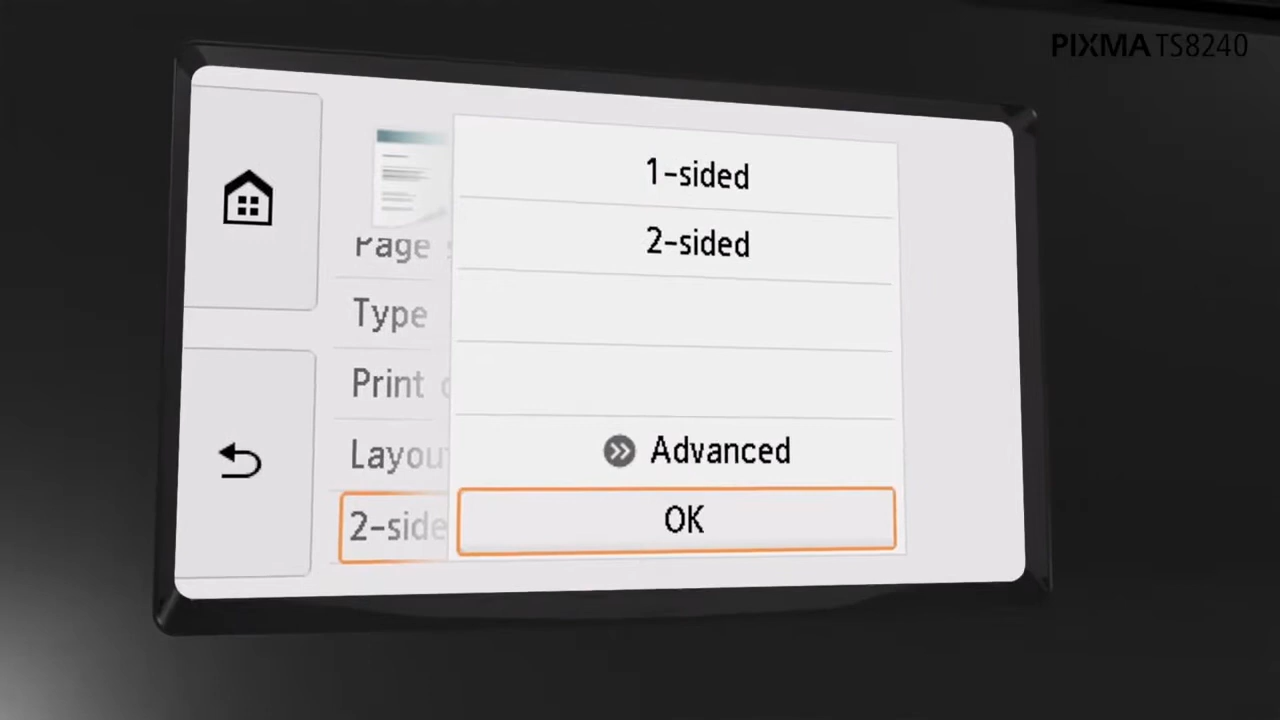 PIXMA TS8240
1-sided
2-sided
Page
Type
Print
Layou
Advanced
2-side
OK